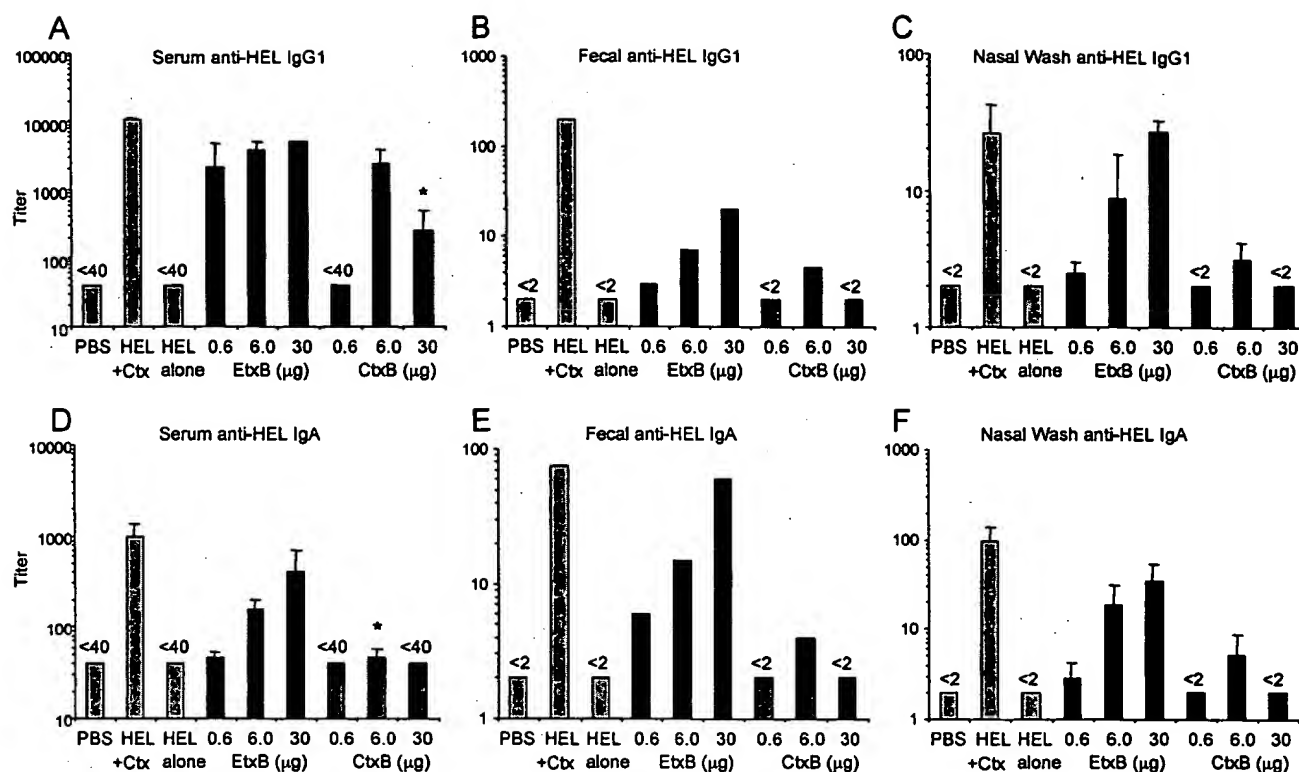 A
Serum anti-HEL IgG1
100000
10000
1000
100
10
Titer
<40
<40
<40
★
PBS HEL HEL 0.6 6.0 30 0.6 6.0 30
+Ctx alone EtxB (μg) CtxB (μg)
B
Fecal anti-HEL IgG1
1000
100
10
1
<2
<2
<2
<2
PBS HEL HEL 0.6 6.0 30 0.6 6.0 30
+Ctx alone EtxB (μg) CtxB (μg)
C
Nasal Wash anti-HEL IgG1
100
10
1
<2
<2
<2
<2
PBS HEL HEL 0.6 6.0 30 0.6 6.0 30
+Ctx alone EtxB (μg) CtxB (μg)
D
Serum anti-HEL IgA
10000
1000
100
10
Titer
<40
<40
<40
★
<40
PBS HEL HEL 0.6 6.0 30 0.6 6.0 30
+Ctx alone EtxB (μg) CtxB (μg)
E
Fecal anti-HEL IgA
100
10
1
<2
<2
<2
<2
PBS HEL HEL 0.6 6.0 30 0.6 6.0 30
+Ctx alone EtxB (μg) CtxB (μg)
F
Nasal Wash anti-HEL IgA
1000
100
10
1
<2
<2
<2
<2
PBS HEL HEL 0.6 6.0 30 0.6 6.0 30
+Ctx alone EtxB (μg) CtxB (μg)